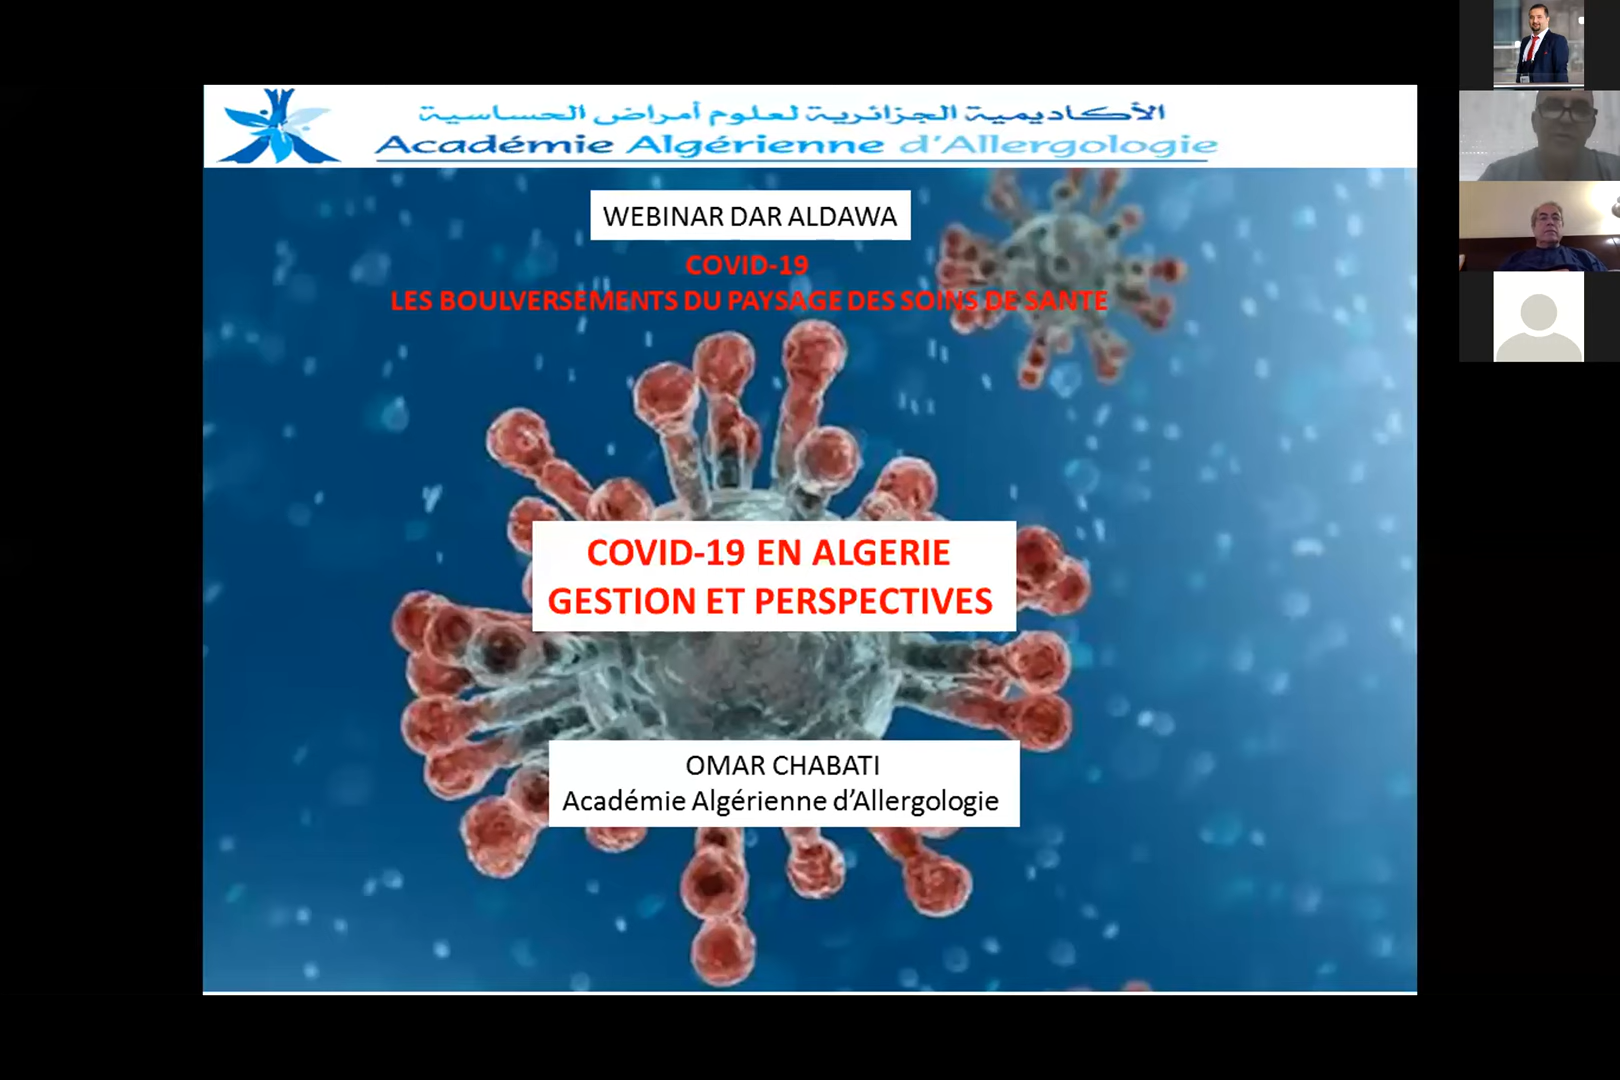 الأكاديمية الجزائرية لعلوم أمراض الحساسية
Académie Algérienne d'Allergologie
WEBINAR DAR ALDAWA
COVID-19
LES BOULVERSEMENTS DU PAYSAGE DES SOINS DE SANTE
COVID-19 EN ALGERIE
GESTION ET PERSPECTIVES
OMAR CHABATI
Académie Algérienne d'Allergologie